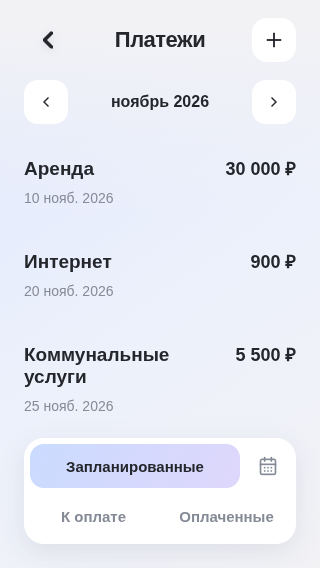 Платежи
ноябрь 2026
Аренда 30 000 ₽
10 нояб. 2026
Интернет 900 ₽
20 нояб. 2026
Коммунальные 5 500 ₽
услуги
25 нояб. 2026
Запланированные
К оплате Оплаченные